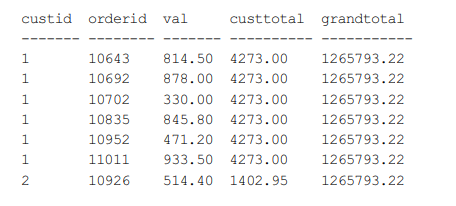 custid orderid val custtotal grandtotal
------- -------- ------- ---------- -----------
1 10643 814.50 4273.00 1265793.22
1 10692 878.00 4273.00 1265793.22
1 10702 330.00 4273.00 1265793.22
1 10835 845.80 4273.00 1265793.22
1 10952 471.20 4273.00 1265793.22
1 11011 933.50 4273.00 1265793.22
2 10926 514.40 1402.95 1265793.22